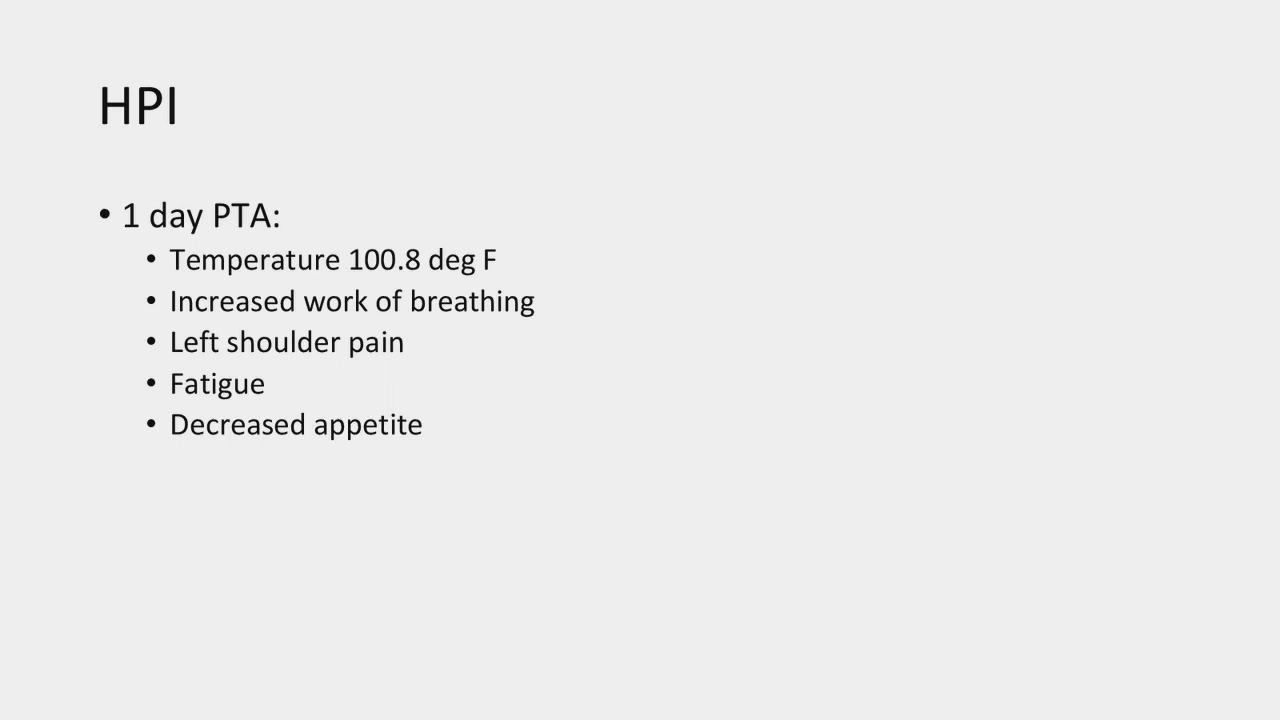 HPI
• 1 day PTA:
• Temperature 100.8 deg F
• Increased work of breathing
• Left shoulder pain
• Fatigue
• Decreased appetite